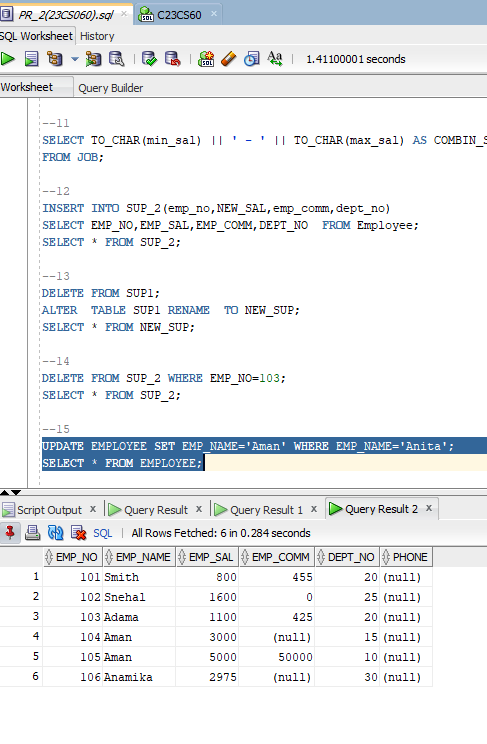 PR_2(23CS060).sql × C23CS60 ×
SQL Worksheet History
1.41100001 seconds
Worksheet Query Builder
--11
SELECT TO_CHAR(min_sal) || ' - ' || TO_CHAR(max_sal) AS COMBIN_S
FROM JOB;
--12
INSERT INTO SUP_2(emp_no,NEW_SAL,emp_comm,dept_no)
SELECT EMP_NO,EMP_SAL,EMP_COMM,DEPT_NO  FROM Employee;
SELECT * FROM SUP_2;
--13
DELETE FROM SUP1;
ALTER  TABLE SUP1 RENAME  TO NEW_SUP;
SELECT * FROM NEW_SUP;
--14
DELETE FROM SUP_2 WHERE EMP_NO=103;
SELECT * FROM SUP_2;
--15
UPDATE EMPLOYEE SET EMP_NAME='Aman' WHERE EMP_NAME='Anita';
SELECT * FROM EMPLOYEE;
Script Output × Query Result × Query Result 1 × Query Result 2 ×
SQL | All Rows Fetched: 6 in 0.284 seconds
EMP_NO EMP_NAME EMP_SAL EMP_COMM DEPT_NO PHONE
1 101 Smith 800 455 20 (null)
2 102 Snehal 1600 0 25 (null)
3 103 Adama 1100 425 20 (null)
4 104 Aman 3000 (null) 15 (null)
5 105 Aman 5000 50000 10 (null)
6 106 Anamika 2975 (null) 30 (null)